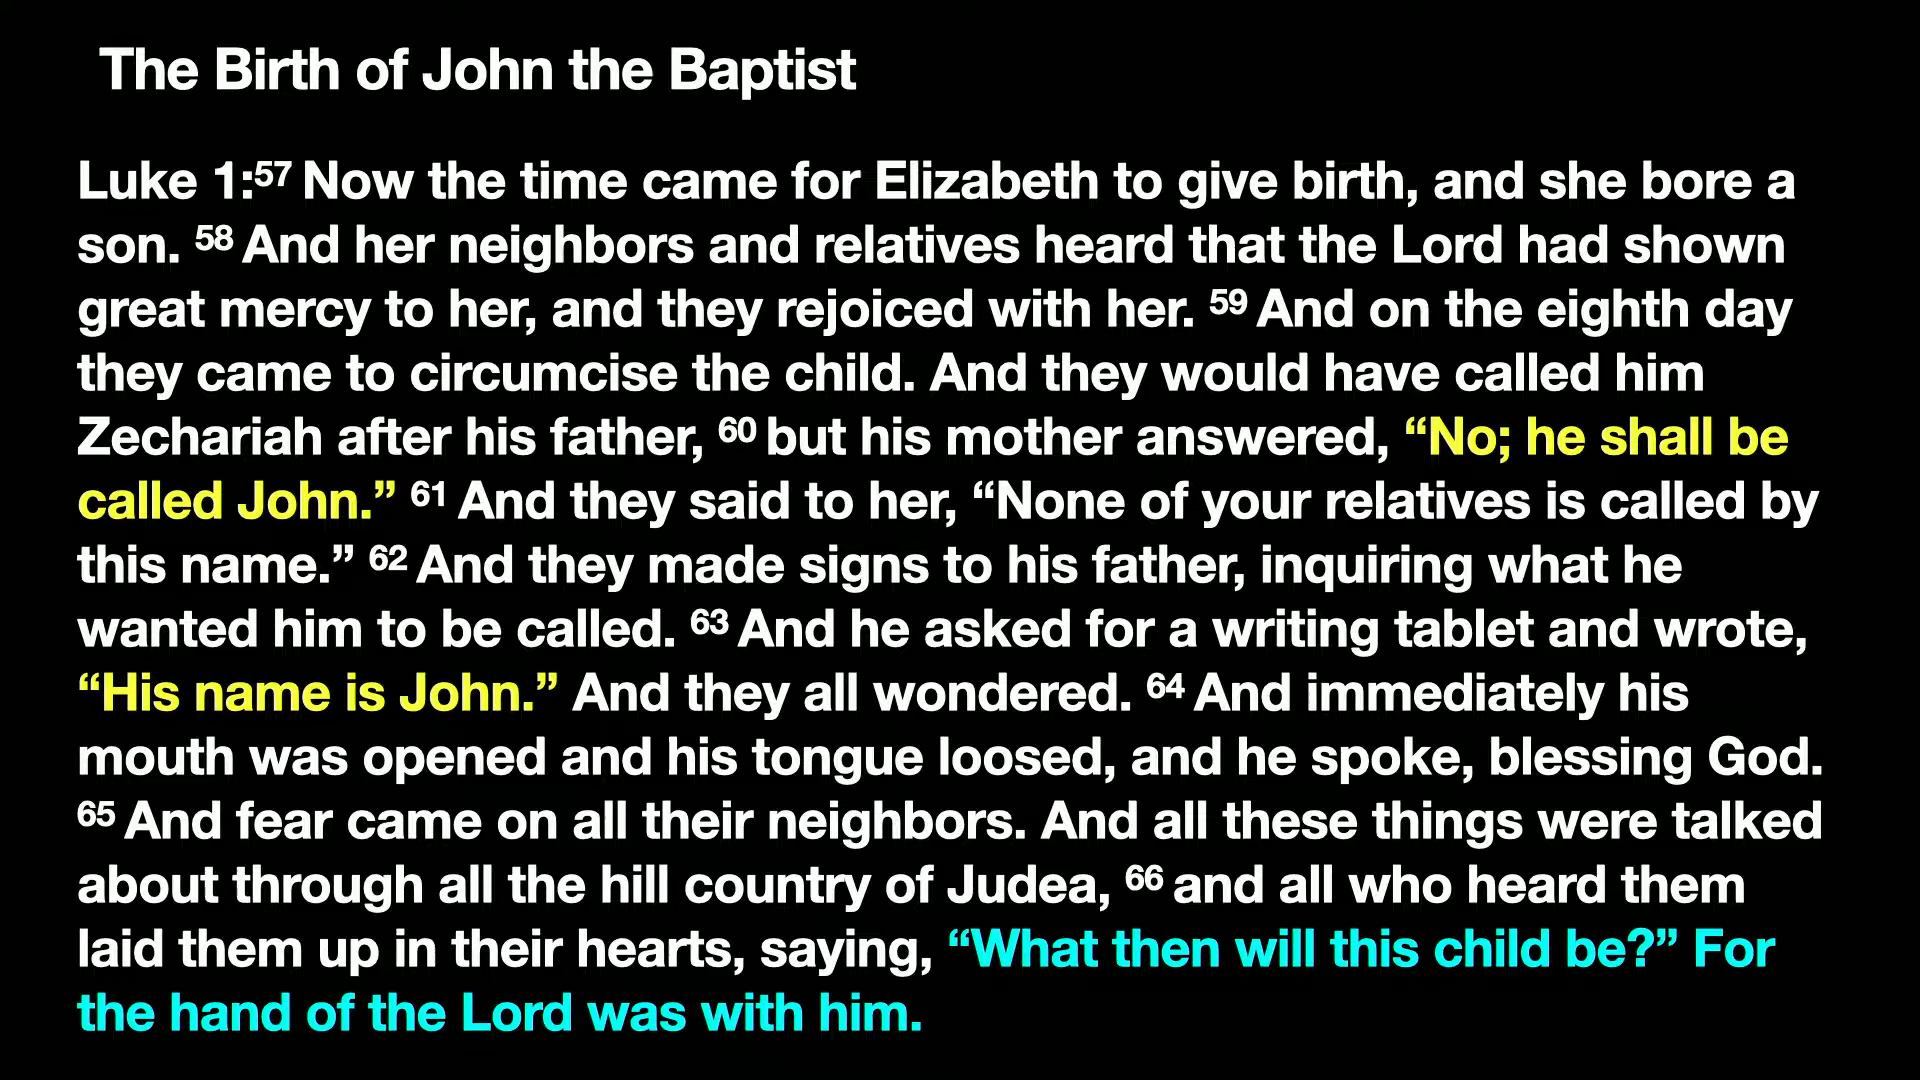 The Birth of John the Baptist
Luke 1:57 Now the time came for Elizabeth to give birth, and she bore a
son. 58 And her neighbors and relatives heard that the Lord had shown
great mercy to her, and they rejoiced with her. 59 And on the eighth day
they came to circumcise the child. And they would have called him
Zechariah after his father, 60 but his mother answered, “No; he shall be
called John.” 61 And they said to her, “None of your relatives is called by
this name.” 62 And they made signs to his father, inquiring what he
wanted him to be called. 63 And he asked for a writing tablet and wrote,
“His name is John.” And they all wondered. 64 And immediately his
mouth was opened and his tongue loosed, and he spoke, blessing God.
65 And fear came on all their neighbors. And all these things were talked
about through all the hill country of Judea, 66 and all who heard them
laid them up in their hearts, saying, “What then will this child be?” For
the hand of the Lord was with him.